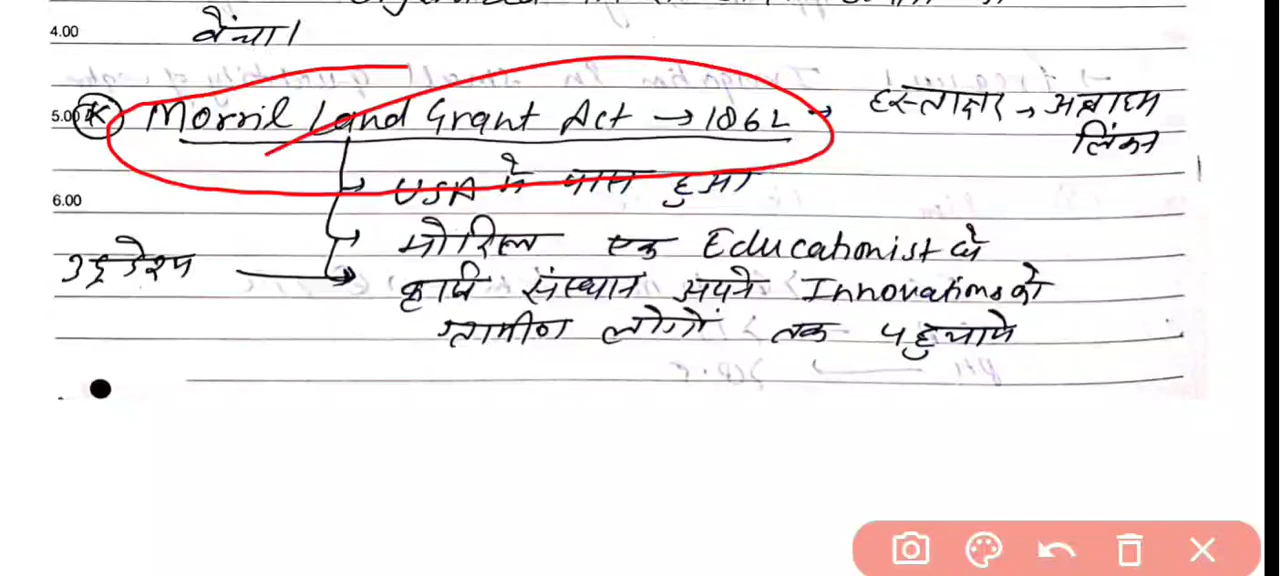 4.00 बेंचा।
5.00 Morril Land Grant Act → 1862 → हस्ताक्षर → अब्राहम
लिंकन
→ USA में पास हुआ
6.00
→ मोरिल एक Educationist थे
उद्देश्य → कृषि संस्थान अपने Innovations को
ग्रामीण लोगों तक पहुचाये